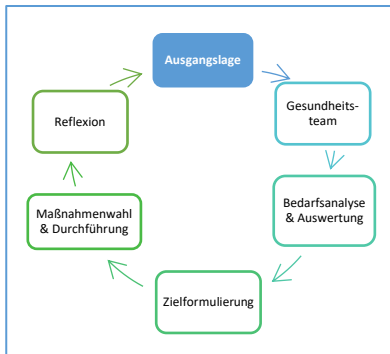 Ausgangslage
Gesundheits-
team
Bedarfsanalyse
& Auswertung
Zielformulierung
Maßnahmenwahl
& Durchführung
Reflexion